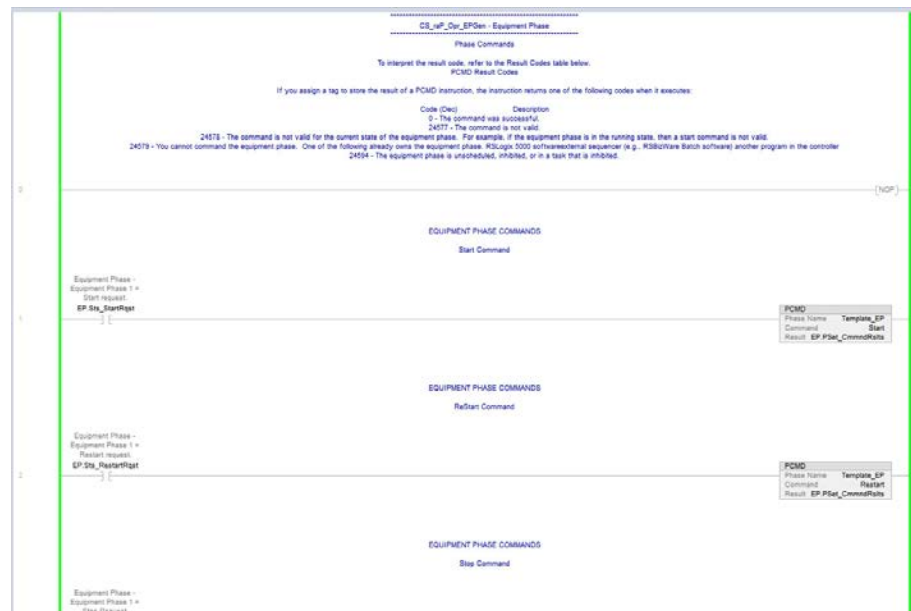 CS_raP_Opr_EPGen - Equipment Phase
Phase Commands
To interpret the result code, refer to the Result Codes table below.
PCMD Result Codes
If you assign a tag to store the result of a PCMD instruction, the instruction returns one of the following codes when it executes:
Code (Dec) Description
0 - The command was successful.
24577 - The command is not valid.
24578 - The command is not valid for the current state of the equipment phase. For example, if the equipment phase is in the running state, then a start command is not valid.
24579 - You cannot command the equipment phase. One of the following already owns the equipment phase. RSLogix 5000 softwareexternal sequencer (e.g., RSBizWare Batch software) another program in the controller
24594 - The equipment phase is unscheduled, inhibited, or in a task that is inhibited.
0
(NOP)
EQUIPMENT PHASE COMMANDS
Start Command
Equipment Phase -
Equipment Phase 1 =
Start request.
EP.Sts_StartRqst
1
PCMD
Phase Name Template_EP
Command Start
Result EP.PSet_CmmndRslts
EQUIPMENT PHASE COMMANDS
ReStart Command
Equipment Phase -
Equipment Phase 1 =
Restart request.
EP.Sts_RestartRqst
2
PCMD
Phase Name Template_EP
Command Restart
Result EP.PSet_CmmndRslts
EQUIPMENT PHASE COMMANDS
Stop Command
Equipment Phase -
Equipment Phase 1 =
Stop Request